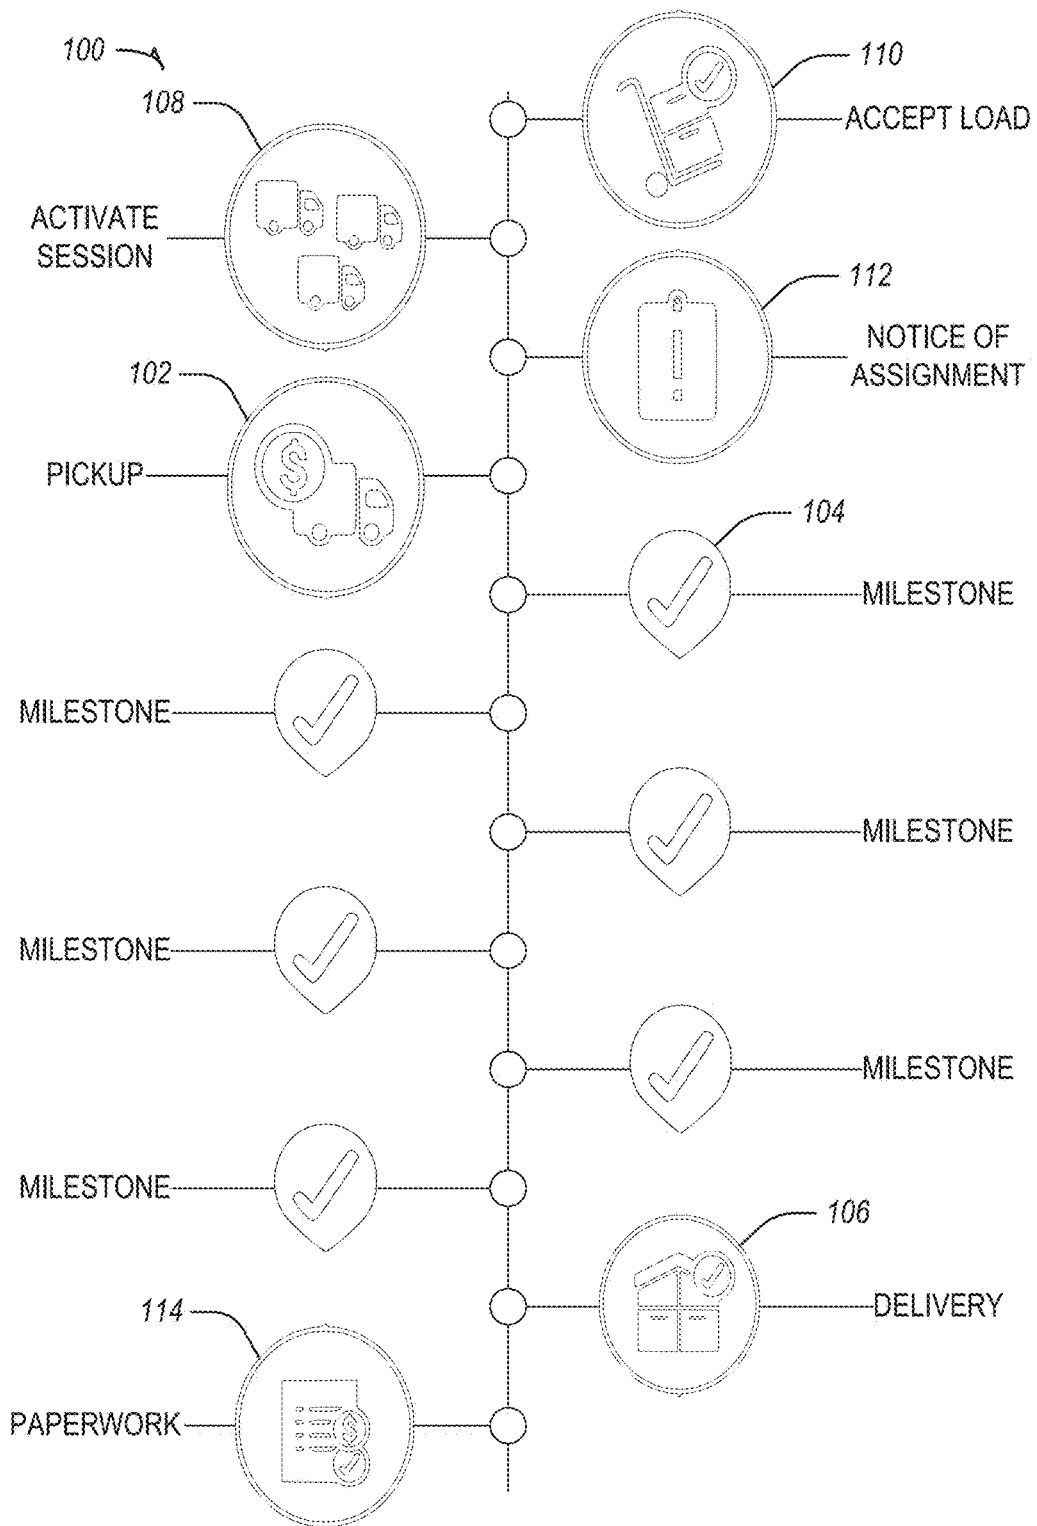 100
110
108
ACCEPT LOAD
ACTIVATE
SESSION
112
NOTICE OF
ASSIGNMENT
102
$
PICKUP
104
MILESTONE
MILESTONE
MILESTONE
MILESTONE
MILESTONE
MILESTONE
106
DELIVERY
114
$
PAPERWORK